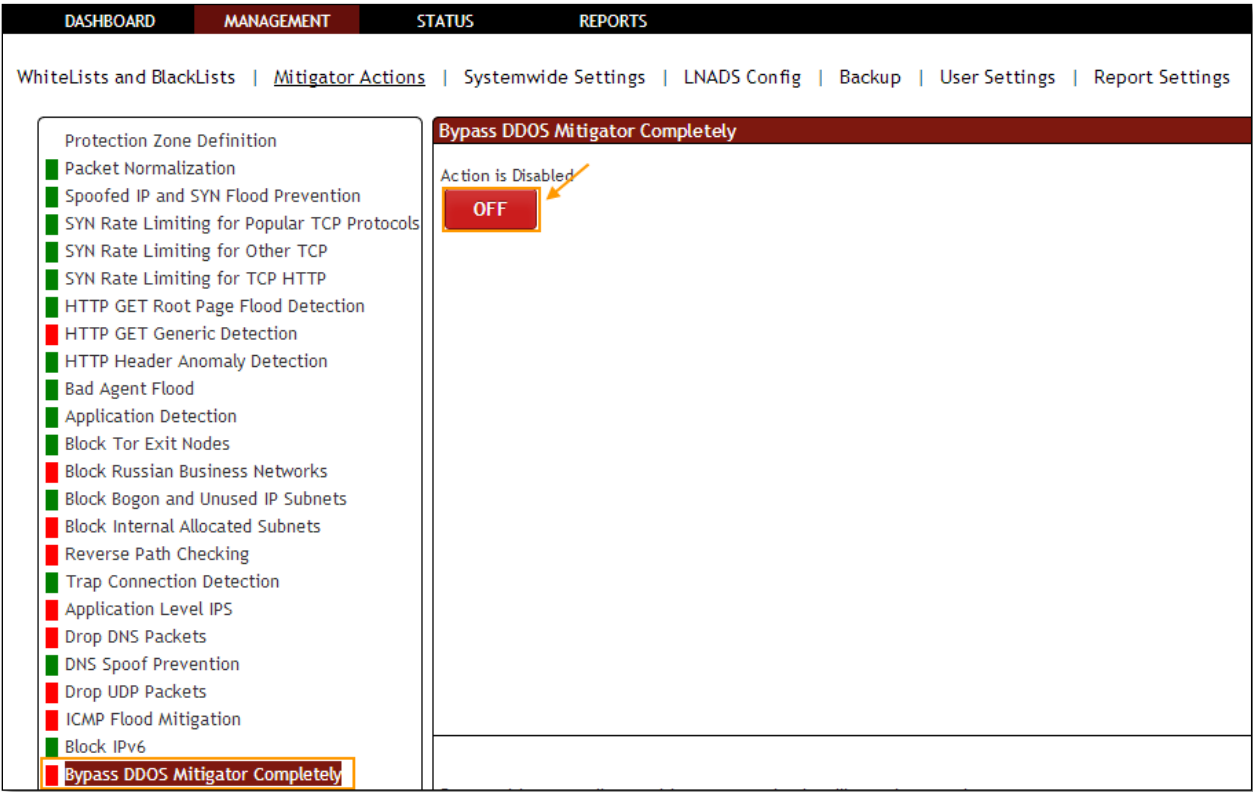 DASHBOARD MANAGEMENT STATUS REPORTS
WhiteLists and BlackLists | Mitigator Actions | Systemwide Settings | LNADS Config | Backup | User Settings | Report Settings
Protection Zone Definition
Packet Normalization
Spoofed IP and SYN Flood Prevention
SYN Rate Limiting for Popular TCP Protocols
SYN Rate Limiting for Other TCP
SYN Rate Limiting for TCP HTTP
HTTP GET Root Page Flood Detection
HTTP GET Generic Detection
HTTP Header Anomaly Detection
Bad Agent Flood
Application Detection
Block Tor Exit Nodes
Block Russian Business Networks
Block Bogon and Unused IP Subnets
Block Internal Allocated Subnets
Reverse Path Checking
Trap Connection Detection
Application Level IPS
Drop DNS Packets
DNS Spoof Prevention
Drop UDP Packets
ICMP Flood Mitigation
Block IPv6
Bypass DDOS Mitigator Completely
Bypass DDOS Mitigator Completely
Action is Disabled
OFF